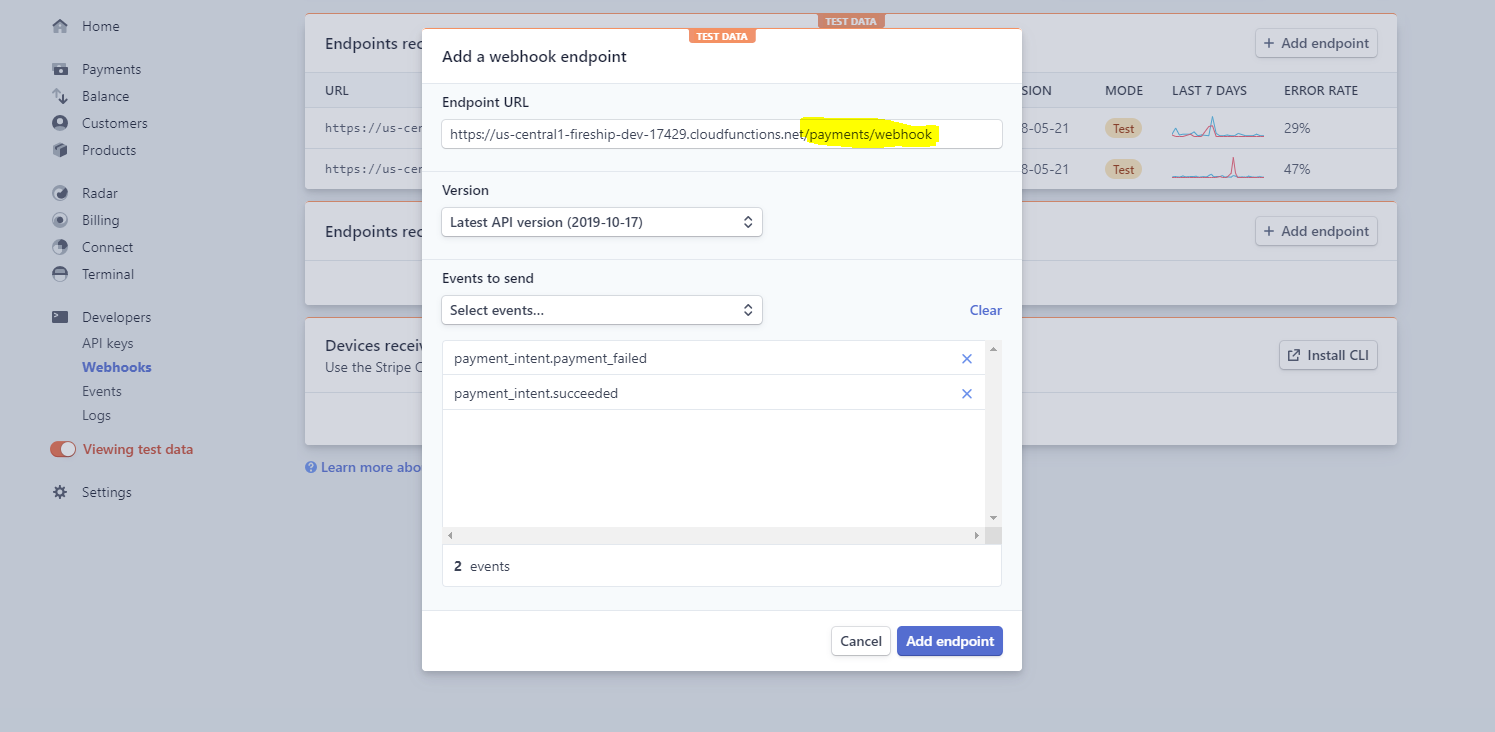 Home
Payments
Balance
Customers
Products
Radar
Billing
Connect
Terminal
Developers
API keys
Webhooks
Events
Logs
Viewing test data
Settings
TEST DATA
Endpoints rec
+ Add endpoint
URL
SION
MODE
LAST 7 DAYS
ERROR RATE
https://us-cen
8-05-21
Test
29%
https://us-cen
8-05-21
Test
47%
Endpoints rec
+ Add endpoint
Devices receiv
Use the Stripe C
Install CLI
Learn more abou
TEST DATA
Add a webhook endpoint
Endpoint URL
https://us-central1-fireship-dev-17429.cloudfunctions.net/payments/webhook
Version
Latest API version (2019-10-17)
Events to send
Select events...
Clear
payment_intent.payment_failed
payment_intent.succeeded
2 events
Cancel
Add endpoint